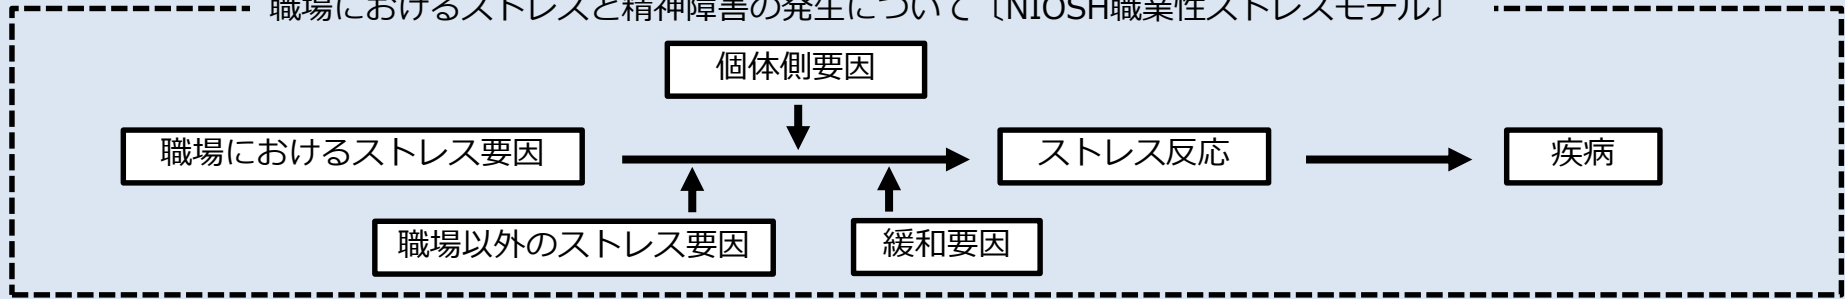 職場におけるストレスと精神障害の発生について〔NIOSH職業性ストレスモデル〕
個体側要因
職場におけるストレス要因
ストレス反応
疾病
職場以外のストレス要因
緩和要因